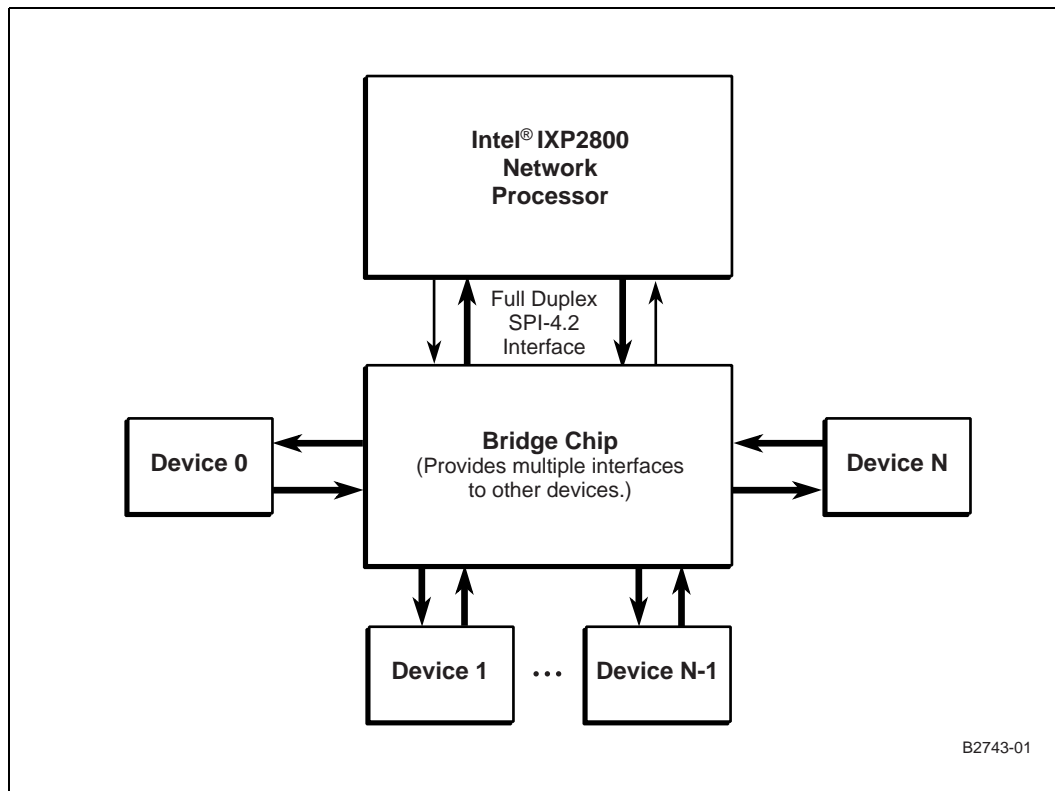 Intel® IXP2800
Network
Processor
Full Duplex
SPI-4.2
Interface
Bridge Chip
(Provides multiple interfaces
to other devices.)
Device 0
Device N
Device 1
...
Device N-1
B2743-01